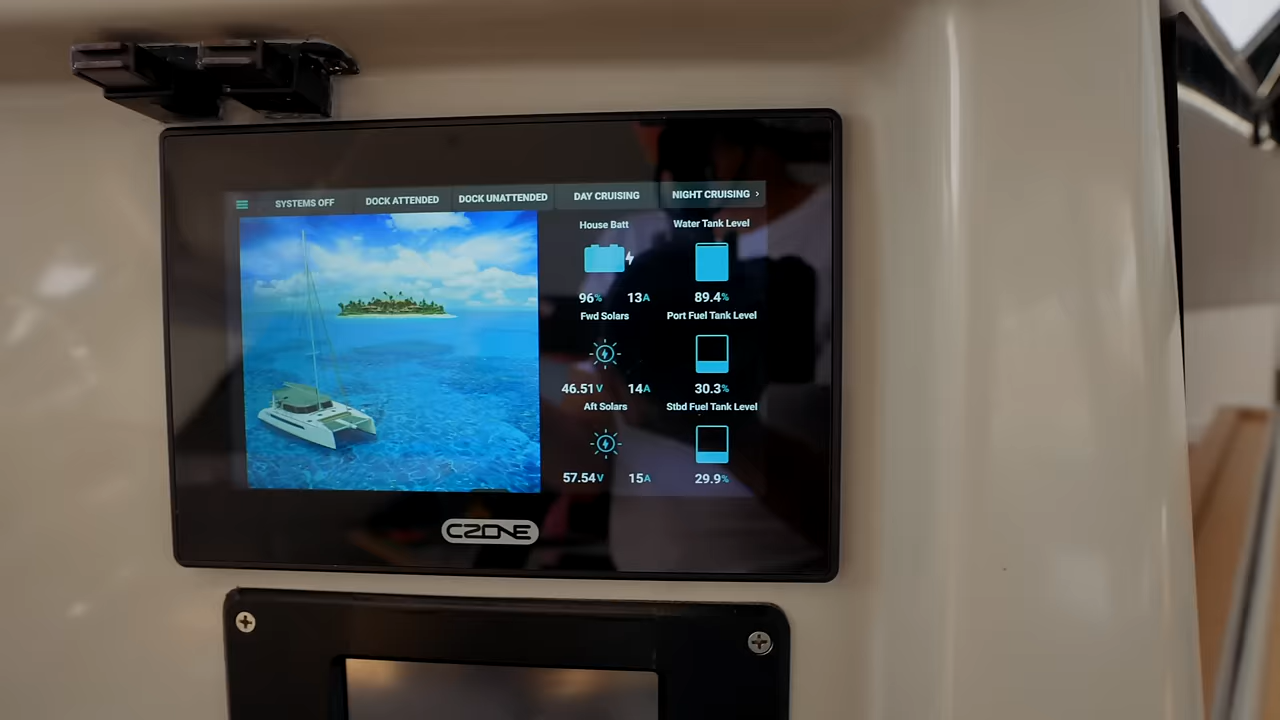 SYSTEMS OFF DOCK ATTENDED DOCK UNATTENDED DAY CRUISING NIGHT CRUISING ›
House Batt Water Tank Level
96% 13A 89.4%
Fwd Solars Port Fuel Tank Level
46.51V 14A 30.3%
Aft Solars Stbd Fuel Tank Level
57.54V 15A 29.9%
CZONE